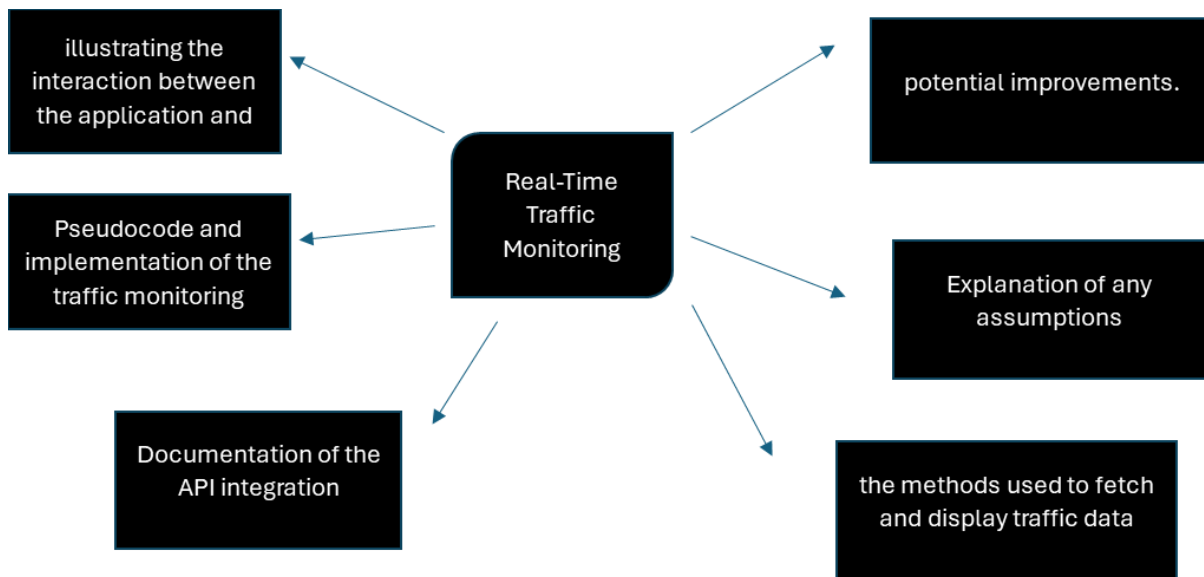 illustrating the
interaction between
the application and
potential improvements.
Real-Time
Traffic
Monitoring
Pseudocode and
implementation of the
traffic monitoring
Explanation of any
assumptions
Documentation of the
API integration
the methods used to fetch
and display traffic data